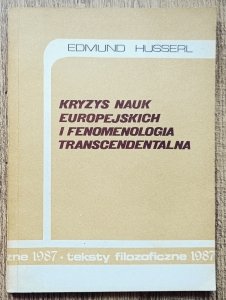 EDMUND HUSSERL
KRYZYS NAUK
EUROPEJSKICH
I FENOMENOLOGIA
TRANSCENDENTALNA
zne 1987 • teksty filozoficzne 1987